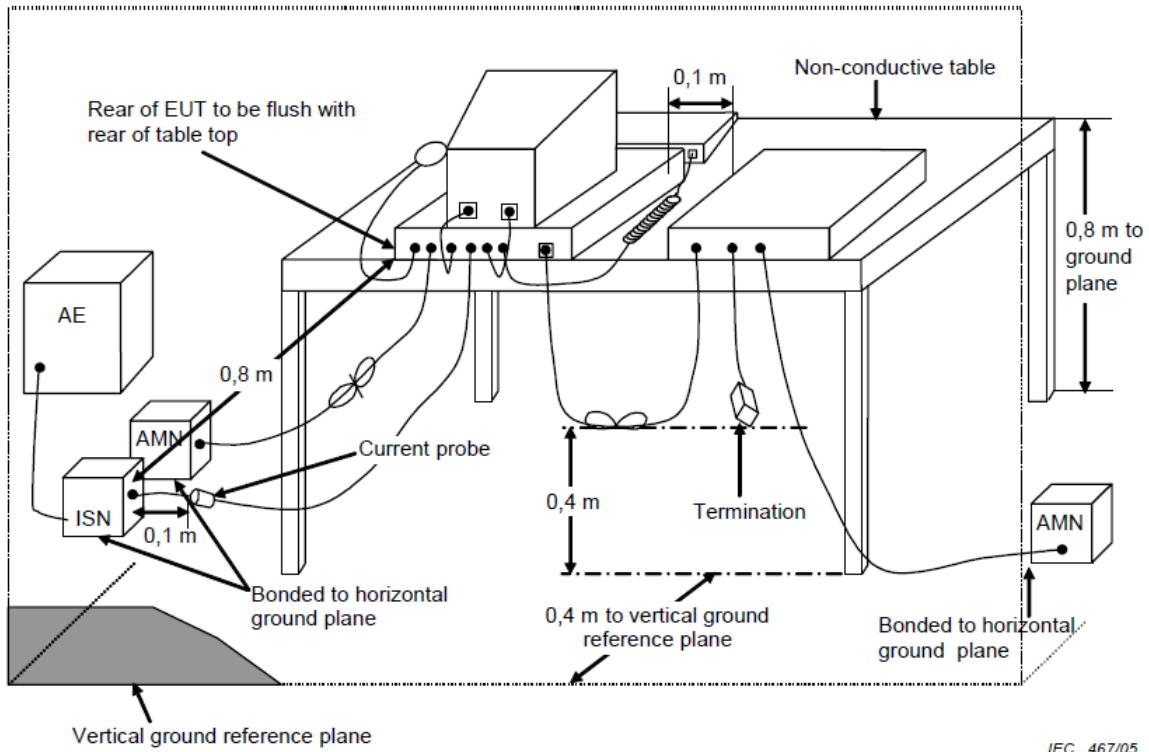 0,1 m
Non-conductive table
Rear of EUT to be flush with
rear of table top
0,8 m to
ground
plane
AE
0,8 m
AMN
Current probe
ISN
0,1 m
0,4 m
Termination
AMN
Bonded to horizontal
ground plane
0,4 m to vertical ground
reference plane
Bonded to horizontal
ground plane
Vertical ground reference plane
IEC 467/05